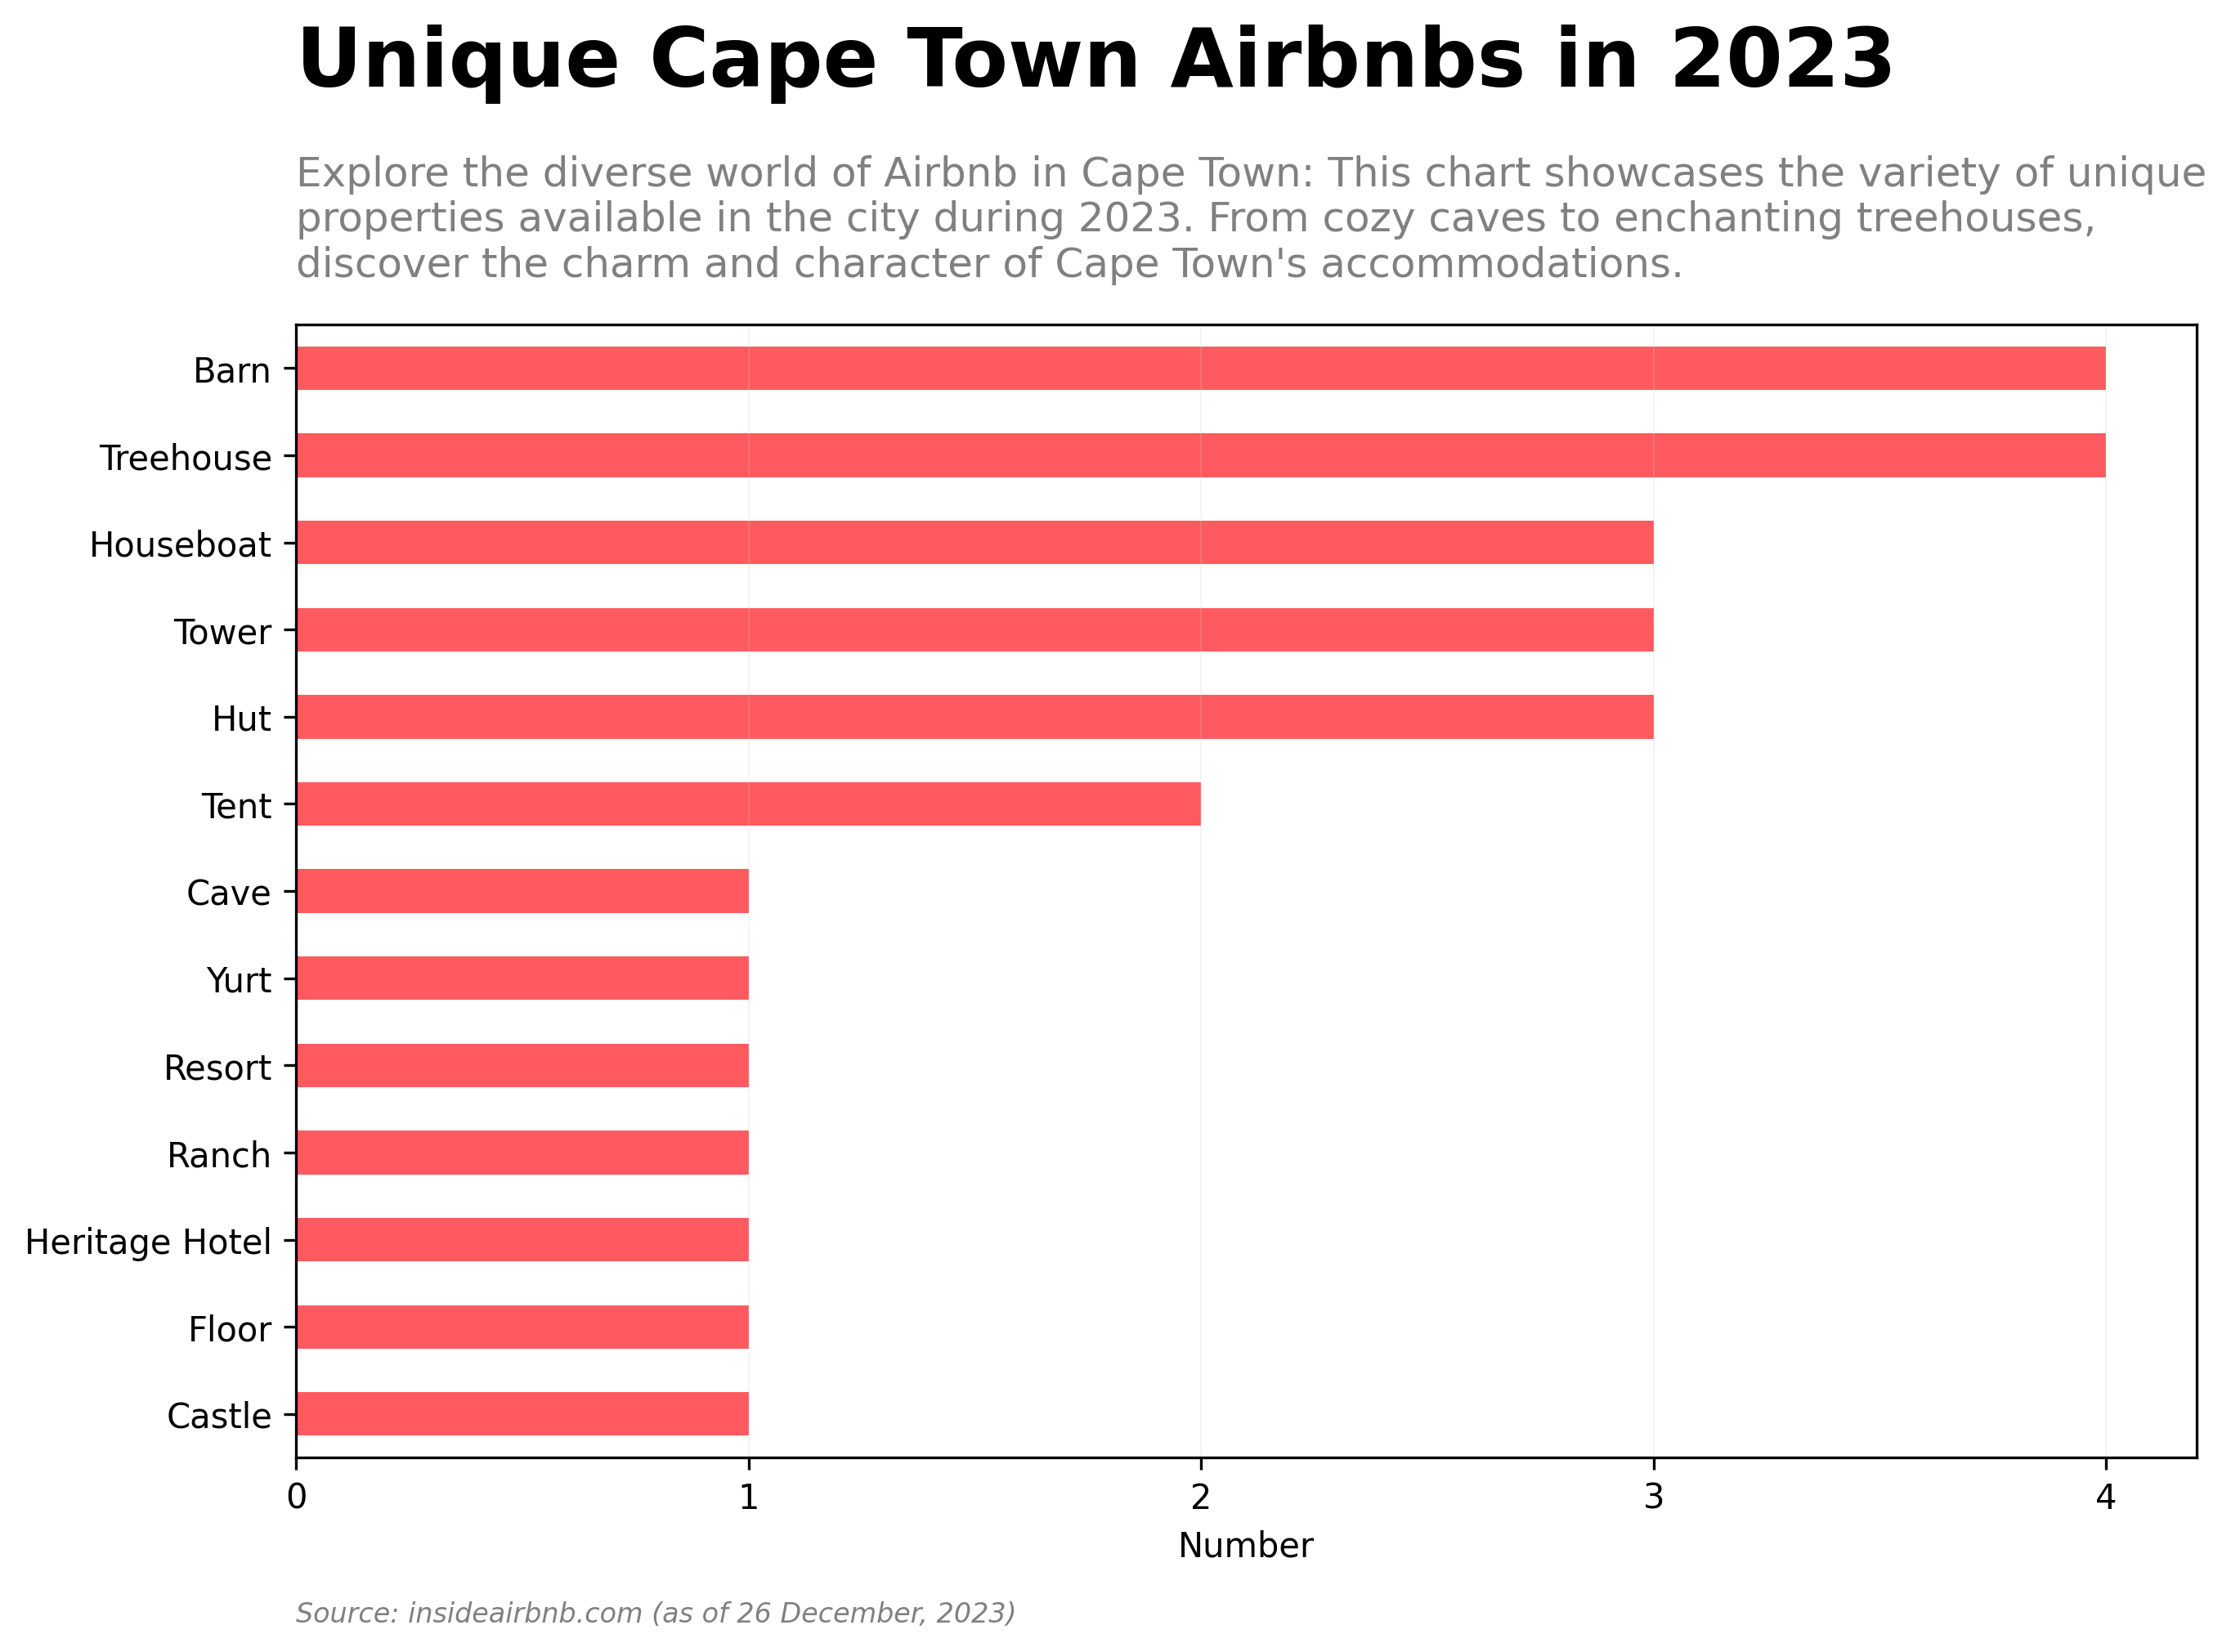 Unique Cape Town Airbnbs in 2023
Explore the diverse world of Airbnb in Cape Town: This chart showcases the variety of unique
properties available in the city during 2023. From cozy caves to enchanting treehouses,
discover the charm and character of Cape Town's accommodations.
Barn
Treehouse
Houseboat
Tower
Hut
Tent
Cave
Yurt
Resort
Ranch
Heritage Hotel
Floor
Castle
0 1 2 3 4
Number
Source: insideairbnb.com (as of 26 December, 2023)